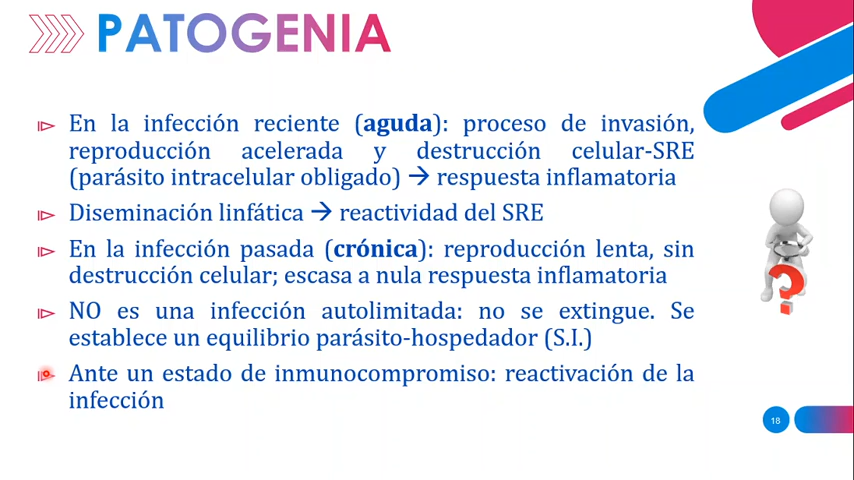 PATOGENIA
En la infección reciente (aguda): proceso de invasión,
reproducción acelerada y destrucción celular-SRE
(parásito intracelular obligado) → respuesta inflamatoria
Diseminación linfática → reactividad del SRE
En la infección pasada (crónica): reproducción lenta, sin
destrucción celular; escasa a nula respuesta inflamatoria
NO es una infección autolimitada: no se extingue. Se
establece un equilibrio parásito-hospedador (S.I.)
Ante un estado de inmunocompromiso: reactivación de la
infección
18